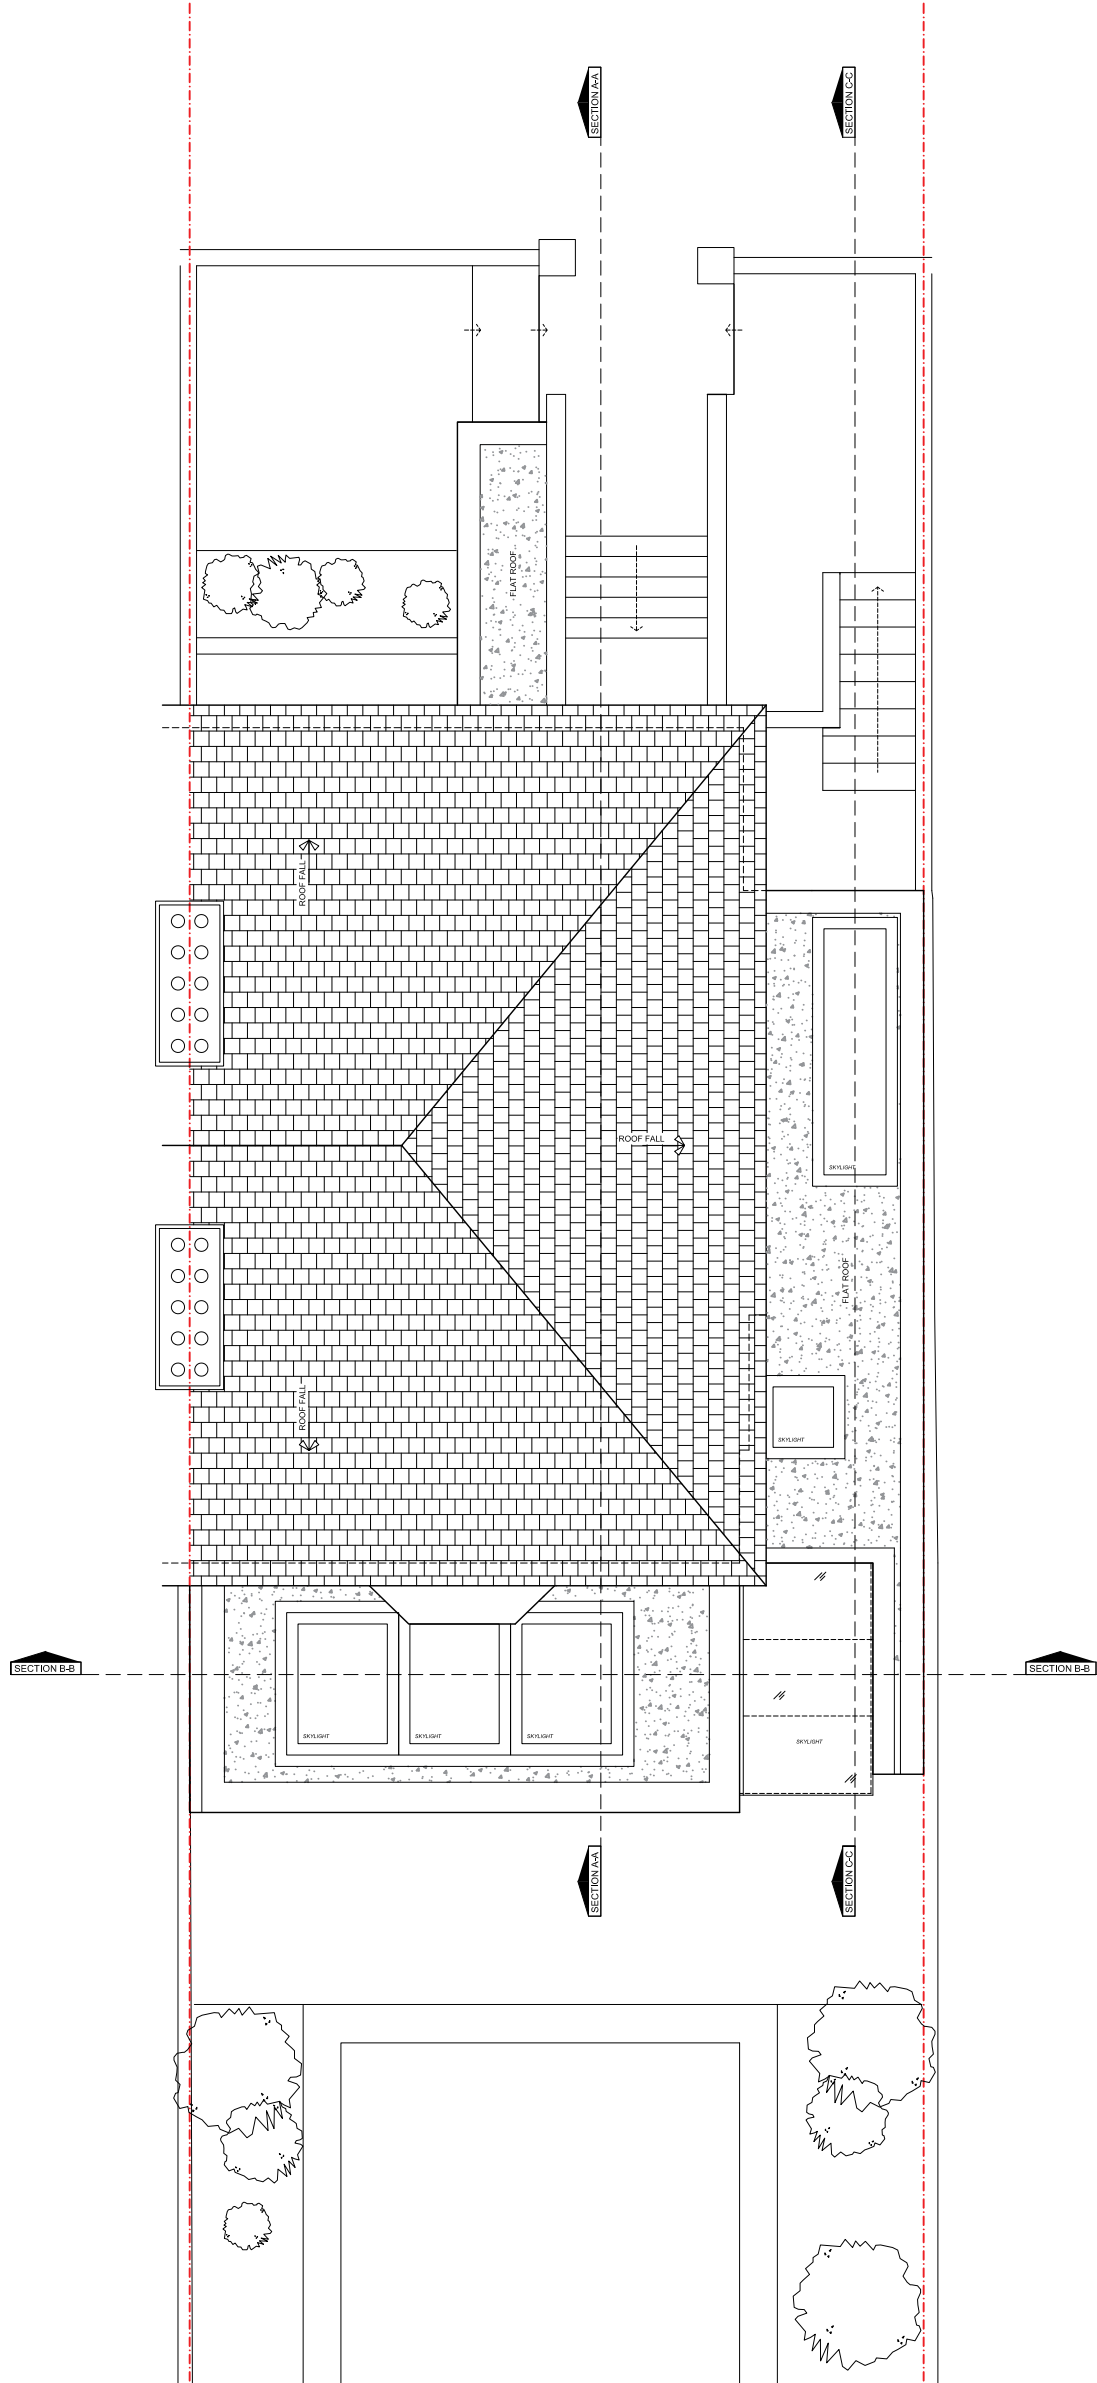 SECTION A-A
SECTION C-C
FLAT ROOF
ROOF FALL
ROOF FALL
SKYLIGHT
FLAT ROOF
ROOF FALL
SKYLIGHT
SECTION B-B
SECTION B-B
SKYLIGHT
SKYLIGHT
SKYLIGHT
SKYLIGHT
SECTION A-A
SECTION C-C